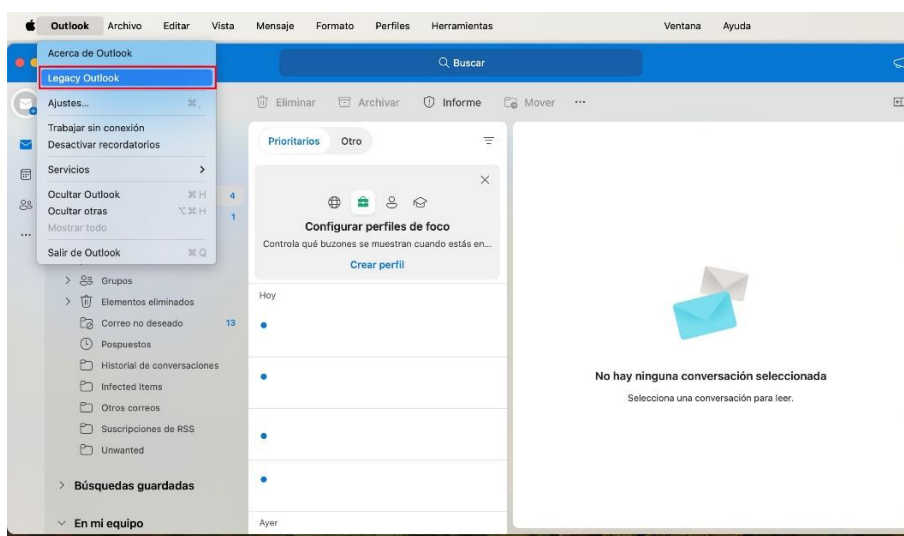 Outlook Archivo Editar Vista Mensaje Formato Perfiles Herramientas Ventana Ayuda
Acerca de Outlook
Legacy Outlook
Ajustes... ⌘ ,
Trabajar sin conexión
Desactivar recordatorios
Servicios
Ocultar Outlook ⌘ H
Ocultar otras ⌥ ⌘ H
Mostrar todo
Salir de Outlook ⌘ Q
Buscar
Eliminar Archivar Informe Mover ...
4
1
Grupos
Elementos eliminados
Correo no deseado 13
Pospuestos
Historial de conversaciones
Infected Items
Otros correos
Suscripciones de RSS
Unwanted
Búsquedas guardadas
En mi equipo
Prioritarios Otro
Configurar perfiles de foco
Controla qué buzones se muestran cuando estás en...
Crear perfil
Hoy
Ayer
No hay ninguna conversación seleccionada
Selecciona una conversación para leer.